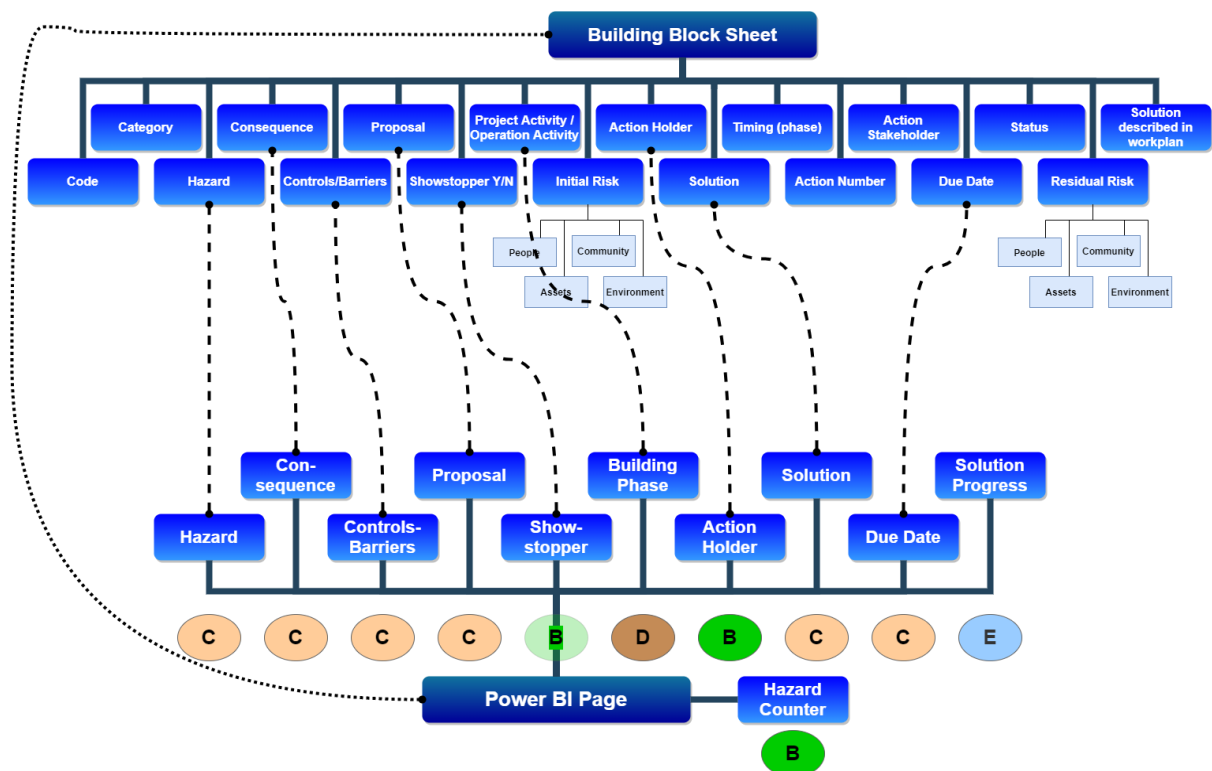 Building Block Sheet
Category
Consequence
Proposal
Project Activity /
Operation Activity
Action Holder
Timing (phase)
Action
Stakeholder
Status
Solution
described in
workplan
Code
Hazard
Controls/Barriers
Showstopper Y/N
Initial Risk
Solution
Action Number
Due Date
Residual Risk
People
Community
Assets
Environment
People
Community
Assets
Environment
Con-
sequence
Proposal
Building
Phase
Solution
Solution
Progress
Hazard
Controls-
Barriers
Show-
stopper
Action
Holder
Due Date
C
C
C
C
B
D
B
C
C
E
Power BI Page
Hazard
Counter
B